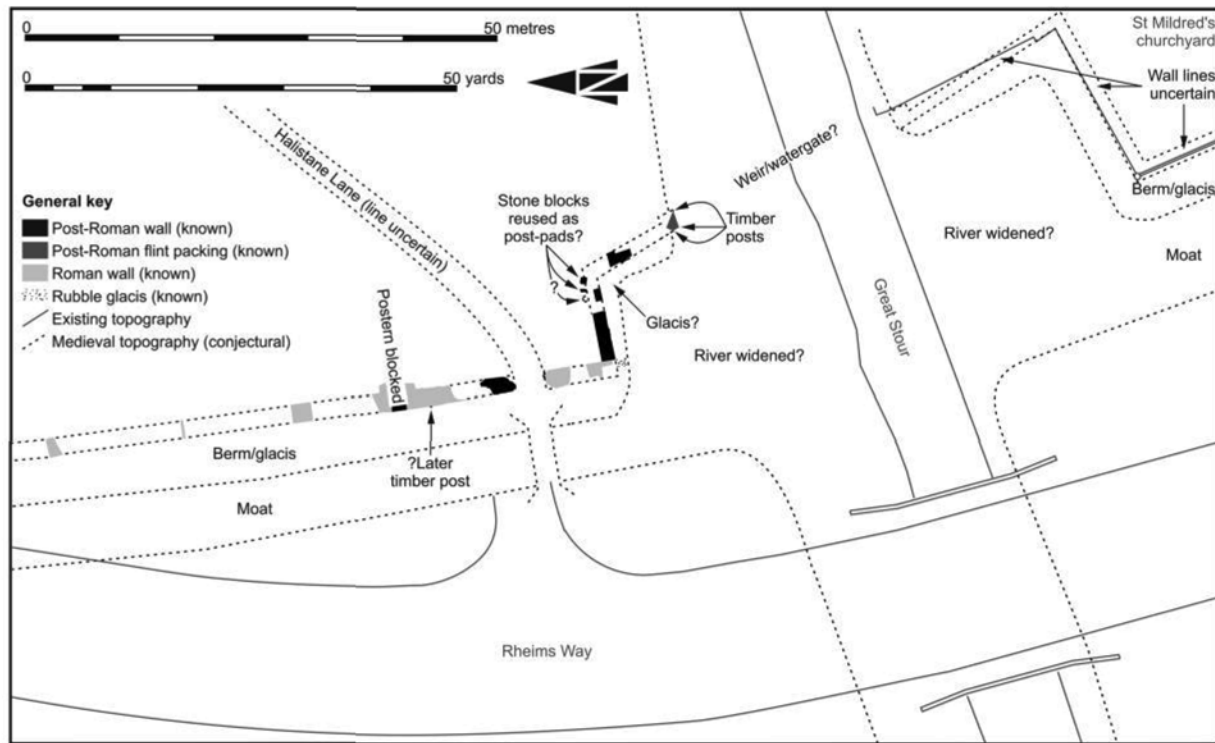 0
50 metres
0
50 yards
St Mildred's
churchyard
Wall lines
uncertain
Berm/glacis
Halistane Lane (line uncertain)
Weir/watergate?
General key
Post-Roman wall (known)
Post-Roman flint packing (known)
Roman wall (known)
Rubble glacis (known)
Existing topography
Medieval topography (conjectural)
Stone blocks
reused as
post-pads?
?
Timber
posts
River widened?
Moat
Postern blocked
Glacis?
River widened?
Great Stour
Berm/glacis
?Later
timber post
Moat
Rheims Way